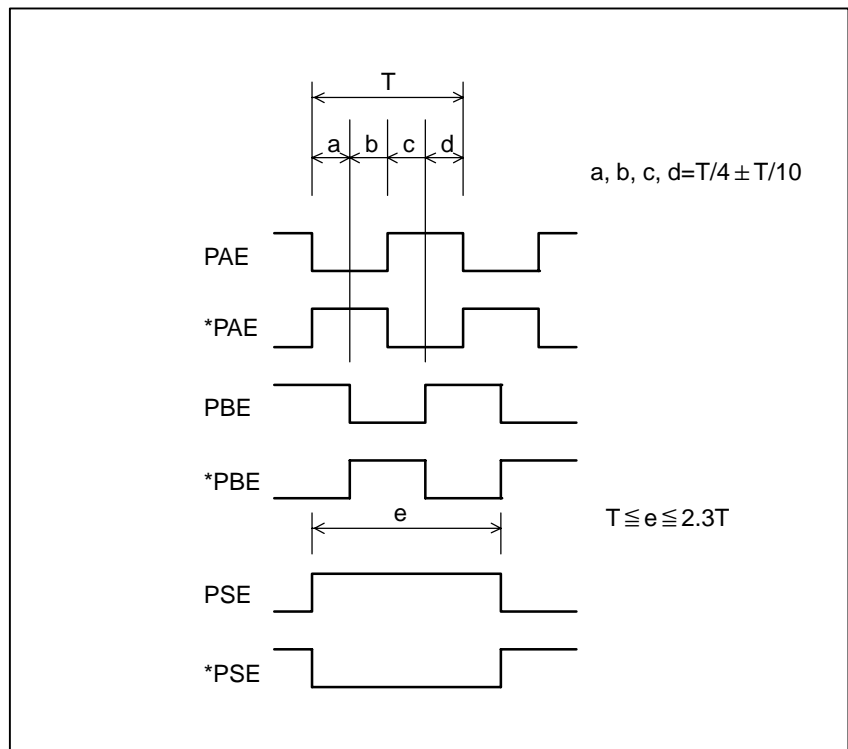 T
a b c d
a, b, c, d=T/4±T/10
PAE
*PAE
PBE
*PBE
e
T≦e≦2.3T
PSE
*PSE